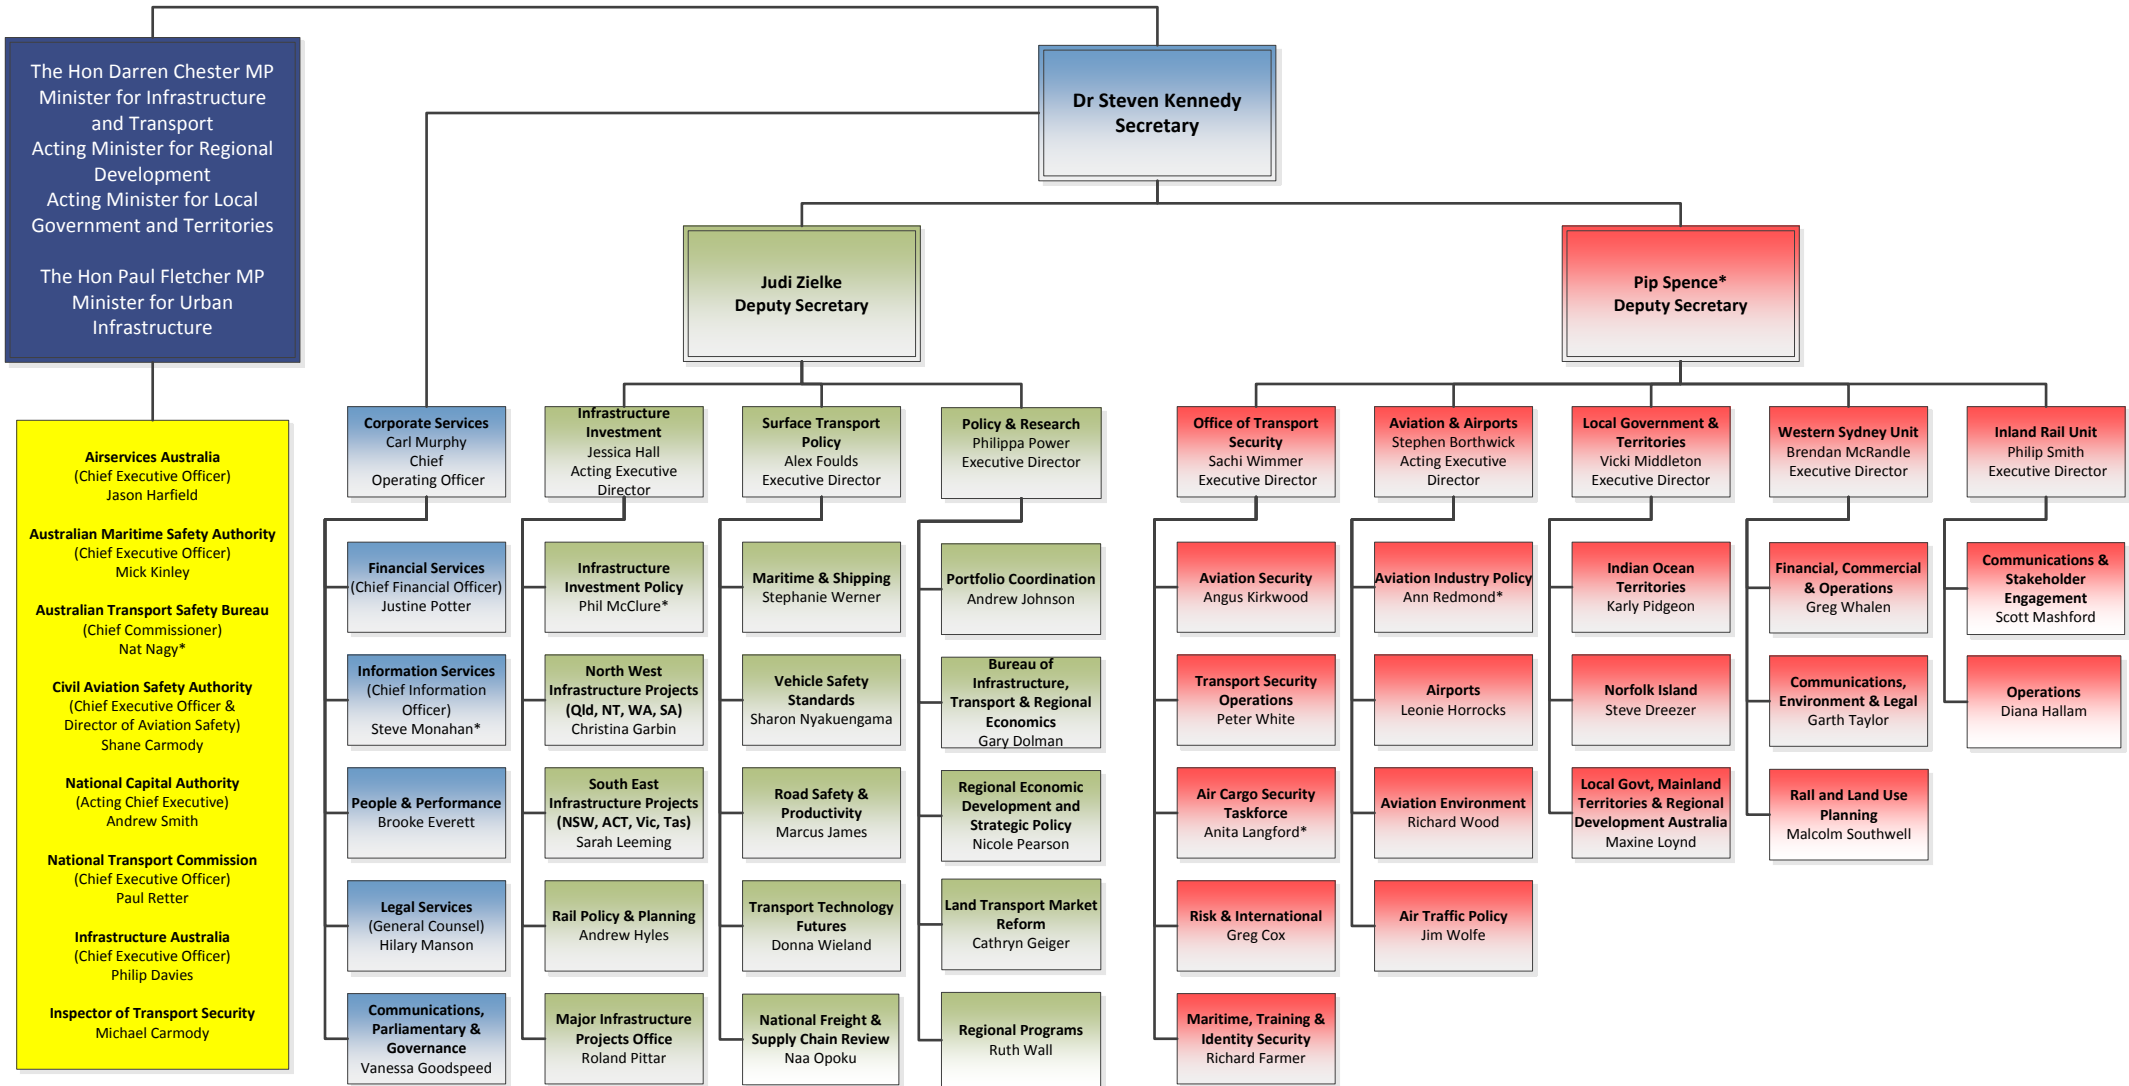 The Hon Darren Chester MP
Minister for Infrastructure
and Transport
Acting Minister for Regional
Development
Acting Minister for Local
Government and Territories
The Hon Paul Fletcher MP
Minister for Urban
Infrastructure
Dr Steven Kennedy
Secretary
Judi Zielke
Deputy Secretary
Pip Spence*
Deputy Secretary
Airservices Australia
(Chief Executive Officer)
Jason Harfield
Australian Maritime Safety Authority
(Chief Executive Officer)
Mick Kinley
Australian Transport Safety Bureau
(Chief Commissioner)
Nat Nagy*
Civil Aviation Safety Authority
(Chief Executive Officer &
Director of Aviation Safety)
Shane Carmody
National Capital Authority
(Acting Chief Executive)
Andrew Smith
National Transport Commission
(Chief Executive Officer)
Paul Retter
Infrastructure Australia
(Chief Executive Officer)
Philip Davies
Inspector of Transport Security
Michael Carmody
Corporate Services
Carl Murphy
Chief
Operating Officer
Financial Services
(Chief Financial Officer)
Justine Potter
Information Services
(Chief Information
Officer)
Steve Monahan*
People & Performance
Brooke Everett
Legal Services
(General Counsel)
Hilary Manson
Communications,
Parliamentary &
Governance
Vanessa Goodspeed
Infrastructure
Investment
Jessica Hall
Acting Executive
Director
Infrastructure
Investment Policy
Phil McClure*
North West
Infrastructure Projects
(Qld, NT, WA, SA)
Christina Garbin
South East
Infrastructure Projects
(NSW, ACT, Vic, Tas)
Sarah Leeming
Rail Policy & Planning
Andrew Hyles
Major Infrastructure
Projects Office
Roland Pittar
Surface Transport
Policy
Alex Foulds
Executive Director
Maritime & Shipping
Stephanie Werner
Vehicle Safety
Standards
Sharon Nyakuengama
Road Safety &
Productivity
Marcus James
Transport Technology
Futures
Donna Wieland
National Freight &
Supply Chain Review
Naa Opoku
Policy & Research
Philippa Power
Executive Director
Portfolio Coordination
Andrew Johnson
Bureau of
Infrastructure,
Transport & Regional
Economics
Gary Dolman
Regional Economic
Development and
Strategic Policy
Nicole Pearson
Land Transport Market
Reform
Cathryn Geiger
Regional Programs
Ruth Wall
Office of Transport
Security
Sachi Wimmer
Executive Director
Aviation Security
Angus Kirkwood
Transport Security
Operations
Peter White
Air Cargo Security
Taskforce
Anita Langford*
Risk & International
Greg Cox
Maritime, Training &
Identity Security
Richard Farmer
Aviation & Airports
Stephen Borthwick
Acting Executive
Director
Aviation Industry Policy
Ann Redmond*
Airports
Leonie Horrocks
Aviation Environment
Richard Wood
Air Traffic Policy
Jim Wolfe
Local Government &
Territories
Vicki Middleton
Executive Director
Indian Ocean
Territories
Karly Pidgeon
Norfolk Island
Steve Dreezer
Local Govt, Mainland
Territories & Regional
Development Australia
Maxine Loynd
Western Sydney Unit
Brendan McRandle
Executive Director
Financial, Commercial
& Operations
Greg Whalen
Communications,
Environment & Legal
Garth Taylor
Rail and Land Use
Planning
Malcolm Southwell
Inland Rail Unit
Philip Smith
Executive Director
Communications &
Stakeholder
Engagement
Scott Mashford
Operations
Diana Hallam